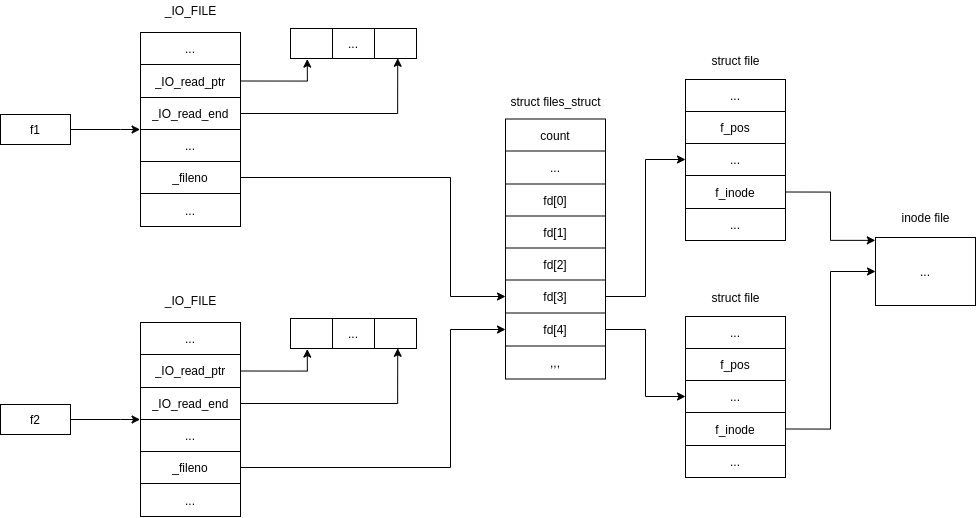 _IO_FILE
...
_IO_read_ptr
_IO_read_end
...
_fileno
...
...
f1
_IO_FILE
...
_IO_read_ptr
_IO_read_end
...
_fileno
...
...
f2
struct files_struct
count
...
fd[0]
fd[1]
fd[2]
fd[3]
fd[4]
,,,
struct file
...
f_pos
...
f_inode
...
struct file
...
f_pos
...
f_inode
...
inode file
...